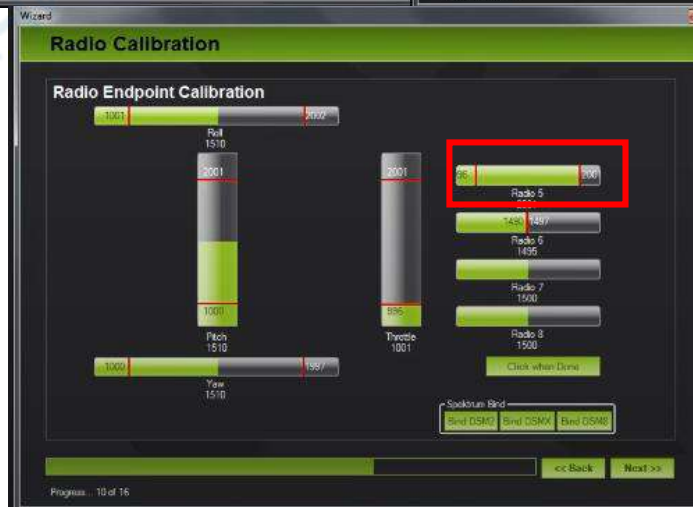 Wizard
Radio Calibration
Radio Endpoint Calibration
1001 2002
Roll
1510
2001
1000
Pitch
1510
2001
996
Throttle
1001
Radio 5
1490 1497
Radio 6
1495
Radio 7
1500
Radio 8
1500
Click when Done
1000 1997
Yaw
1510
Spektrum Bind
Bind DSM2 Bind DSMX Bind DSM8
<< Back Next >>
Progress... 10 of 16